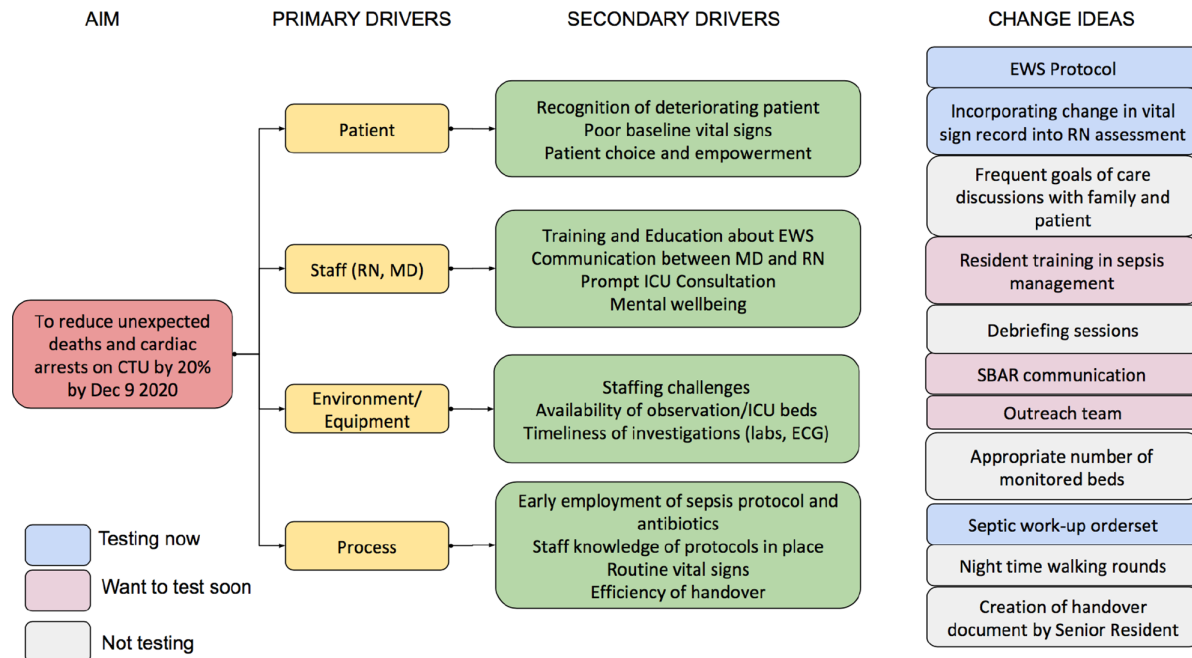 AIM
PRIMARY DRIVERS
SECONDARY DRIVERS
CHANGE IDEAS
To reduce unexpected
deaths and cardiac
arrests on CTU by 20%
by Dec 9 2020
Patient
Staff (RN, MD)
Environment/
Equipment
Process
Recognition of deteriorating patient
Poor baseline vital signs
Patient choice and empowerment
Training and Education about EWS
Communication between MD and RN
Prompt ICU Consultation
Mental wellbeing
Staffing challenges
Availability of observation/ICU beds
Timeliness of investigations (labs, ECG)
Early employment of sepsis protocol and
antibiotics
Staff knowledge of protocols in place
Routine vital signs
Efficiency of handover
EWS Protocol
Incorporating change in vital
sign record into RN assessment
Frequent goals of care
discussions with family and
patient
Resident training in sepsis
management
Debriefing sessions
SBAR communication
Outreach team
Appropriate number of
monitored beds
Septic work-up orderset
Night time walking rounds
Creation of handover
document by Senior Resident
Testing now
Want to test soon
Not testing